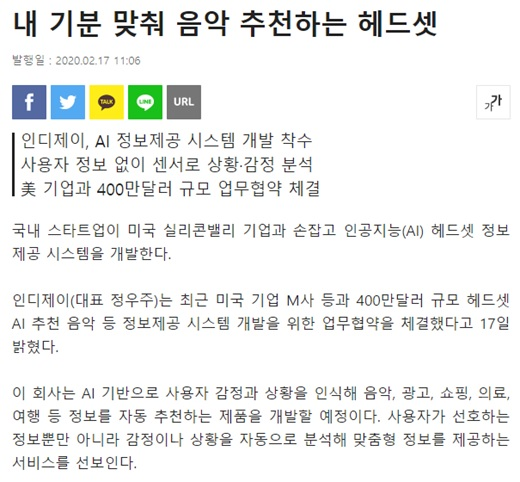 내 기분 맞춰 음악 추천하는 헤드셋
발행일 : 2020.02.17 11:06
f TALK LINE URL 가가
인디제이, AI 정보제공 시스템 개발 착수
사용자 정보 없이 센서로 상황·감정 분석
美 기업과 400만달러 규모 업무협약 체결
국내 스타트업이 미국 실리콘밸리 기업과 손잡고 인공지능(AI) 헤드셋 정보
제공 시스템을 개발한다.
인디제이(대표 정우주)는 최근 미국 기업 M사 등과 400만달러 규모 헤드셋
AI 추천 음악 등 정보제공 시스템 개발을 위한 업무협약을 체결했다고 17일
밝혔다.
이 회사는 AI 기반으로 사용자 감정과 상황을 인식해 음악, 광고, 쇼핑, 의료,
여행 등 정보를 자동 추천하는 제품을 개발할 예정이다. 사용자가 선호하는
정보뿐만 아니라 감정이나 상황을 자동으로 분석해 맞춤형 정보를 제공하는
서비스를 선보인다.